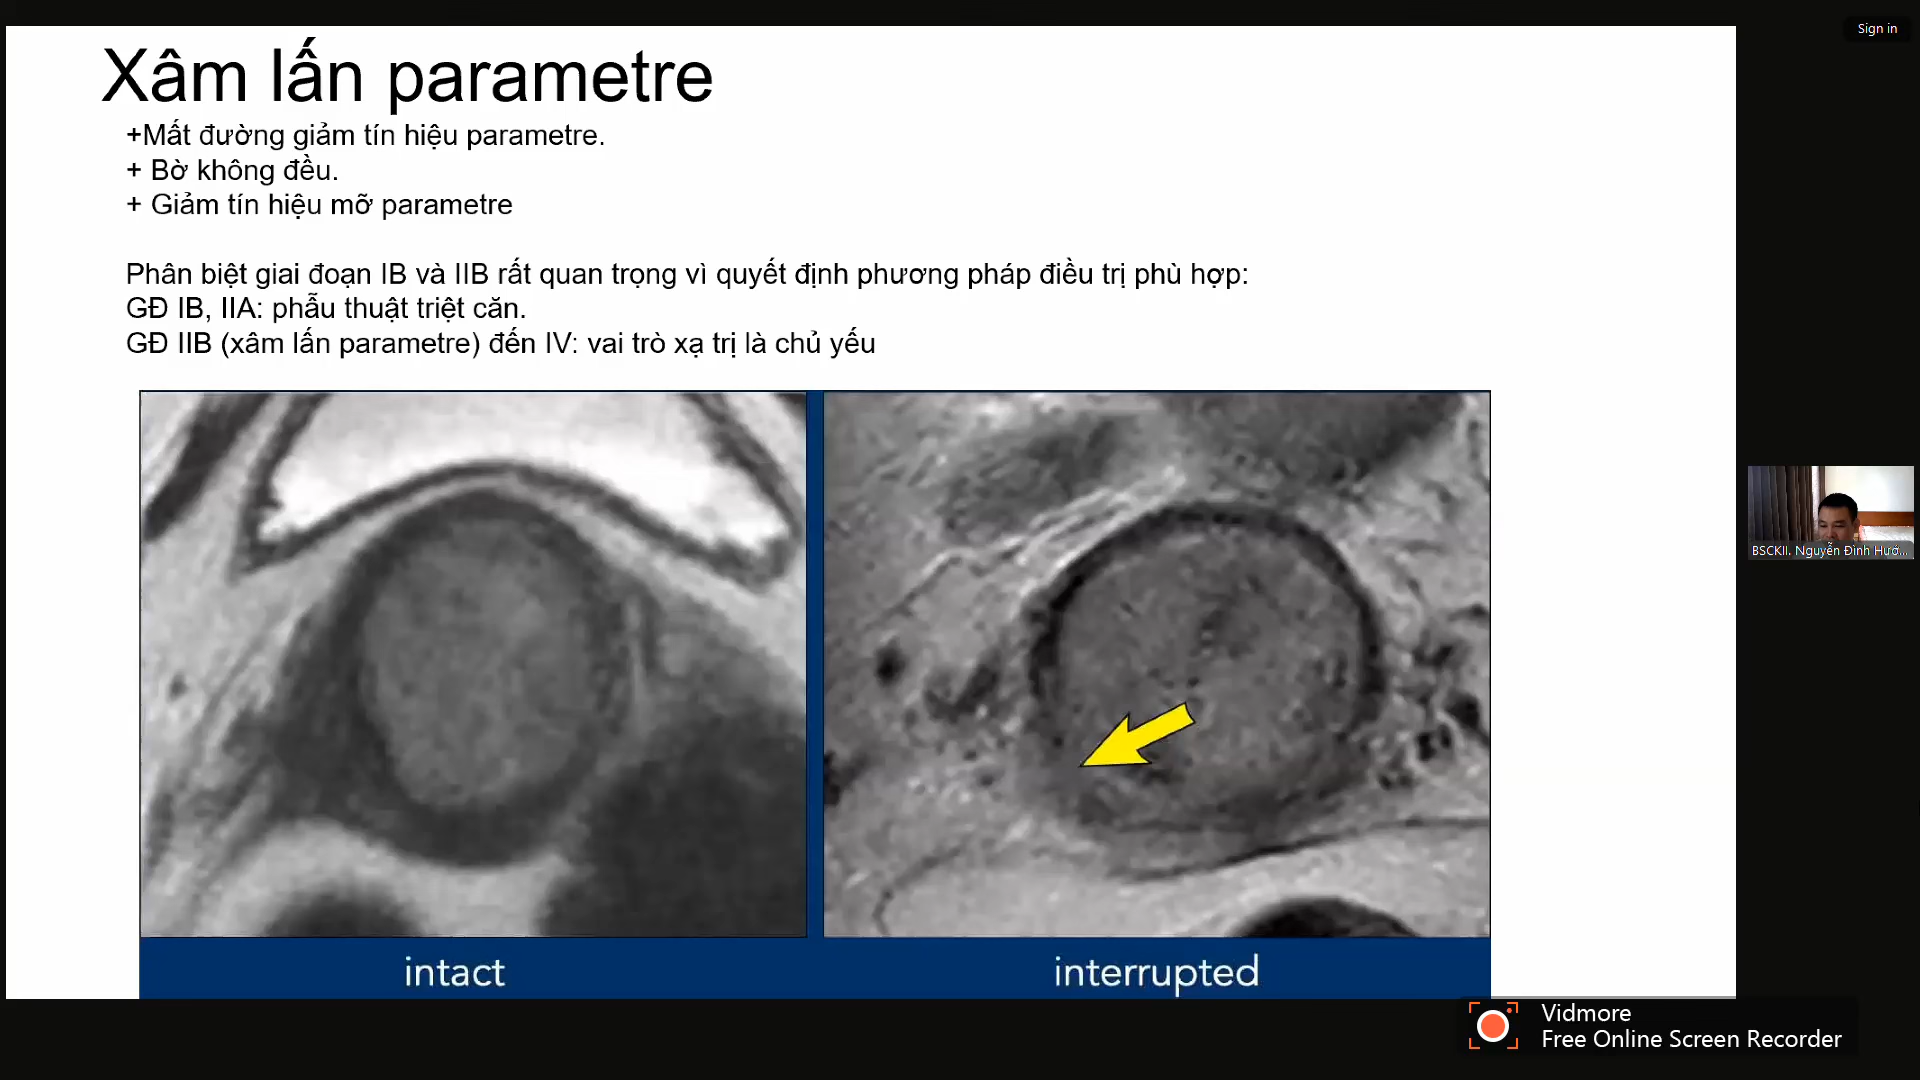 Sign in
Xâm lấn parametre
+Mất đường giảm tín hiệu parametre.
+ Bờ không đều.
+ Giảm tín hiệu mỡ parametre
Phân biệt giai đoạn IB và IIB rất quan trọng vì quyết định phương pháp điều trị phù hợp:
GĐ IB, IIA: phẫu thuật triệt căn.
GĐ IIB (xâm lấn parametre) đến IV: vai trò xạ trị là chủ yếu
BSCKII. Nguyễn Đình Hướ...
intact
interrupted
Vidmore
Free Online Screen Recorder